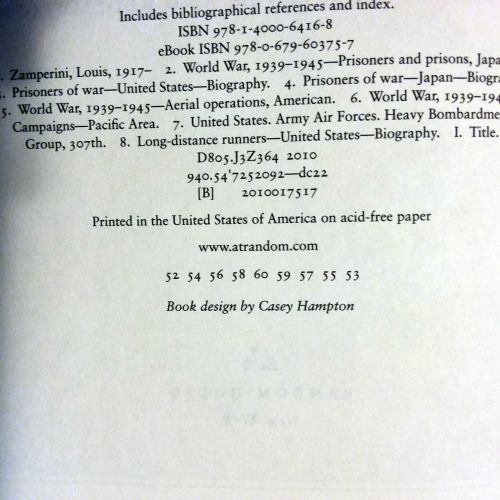 Includes bibliographical references and index.
ISBN 978-1-4000-6416-8
eBook ISBN 978-0-679-60375-7
. Zamperini, Louis, 1917– 2. World War, 1939–1945—Prisoners and prisons, Japa
. Prisoners of war—United States—Biography. 4. Prisoners of war—Japan—Biogra
5. World War, 1939–1945—Aerial operations, American. 6. World War, 1939–194
Campaigns—Pacific Area. 7. United States. Army Air Forces. Heavy Bombardme
Group, 307th. 8. Long-distance runners—United States—Biography. I. Title.
D805.J3Z364 2010
940.54'7252092—dc22
[B] 2010017517
Printed in the United States of America on acid-free paper
www.atrandom.com
52 54 56 58 60 59 57 55 53
Book design by Casey Hampton